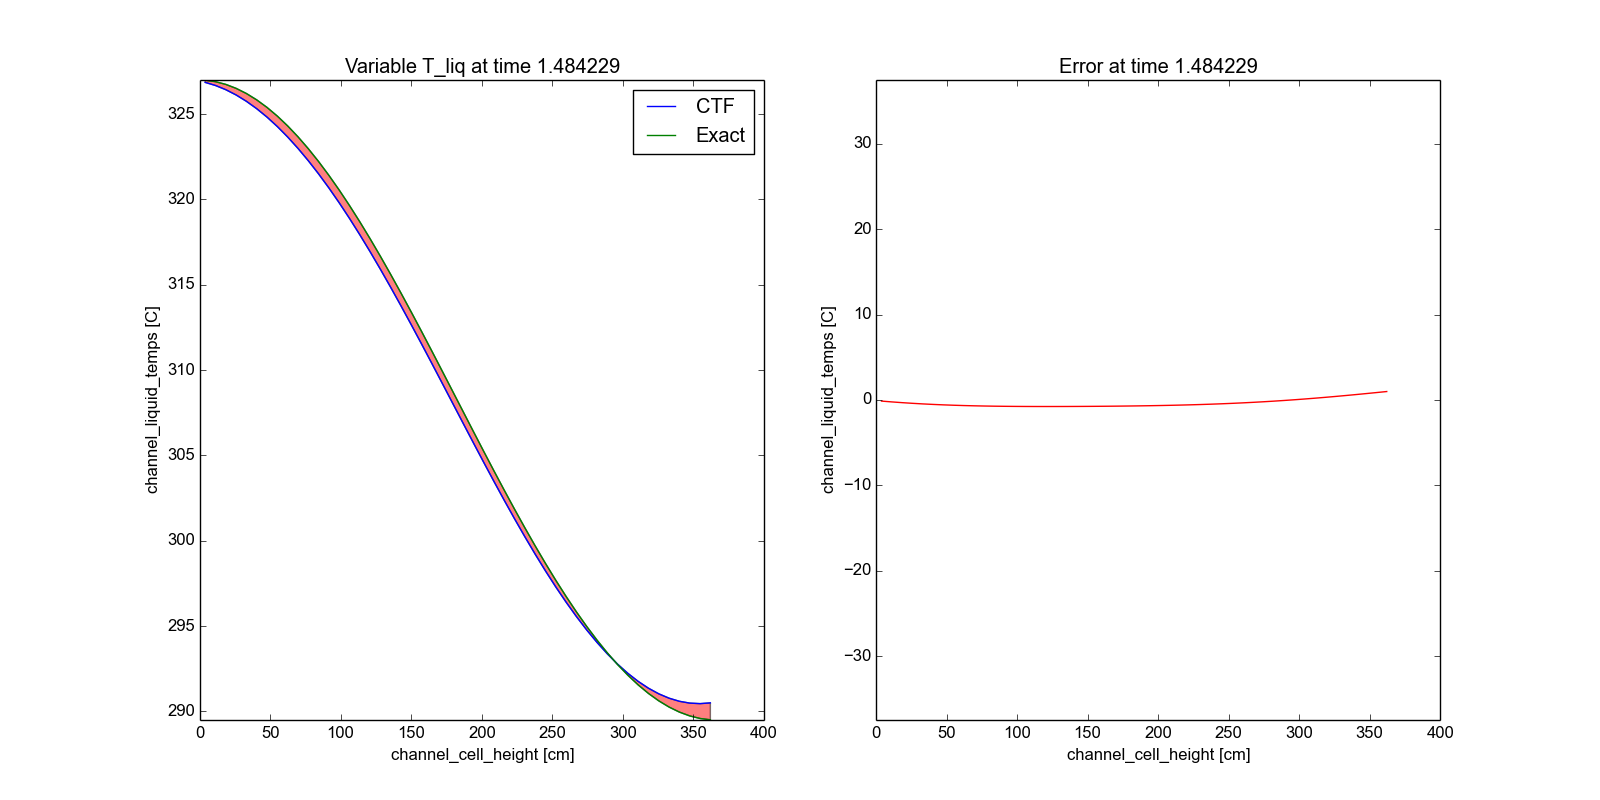 Variable T_liq at time 1.484229
CTF
Exact
325
320
315
310
305
300
295
290
channel_liquid_temps [C]
0 50 100 150 200 250 300 350 400
channel_cell_height [cm]
Error at time 1.484229
30
20
10
0
−10
−20
−30
channel_liquid_temps [C]
0 50 100 150 200 250 300 350 400
channel_cell_height [cm]